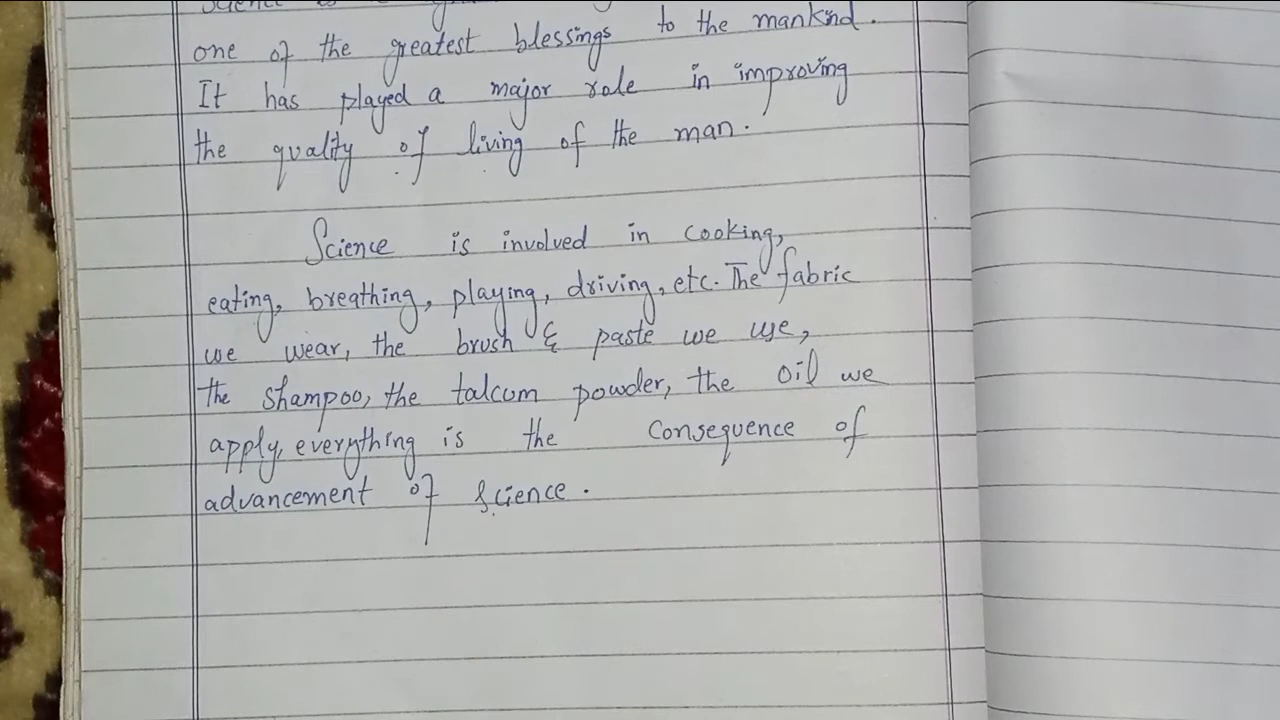 Science is
one of the greatest blessings to the mankind.
It has played a major role in improving
the quality of living of the man.
Science is involved in cooking,
eating, breathing, playing, driving, etc. The fabric
we wear, the brush & paste we use,
the shampoo, the talcum powder, the oil we
apply, everything is the consequence of
advancement of science.